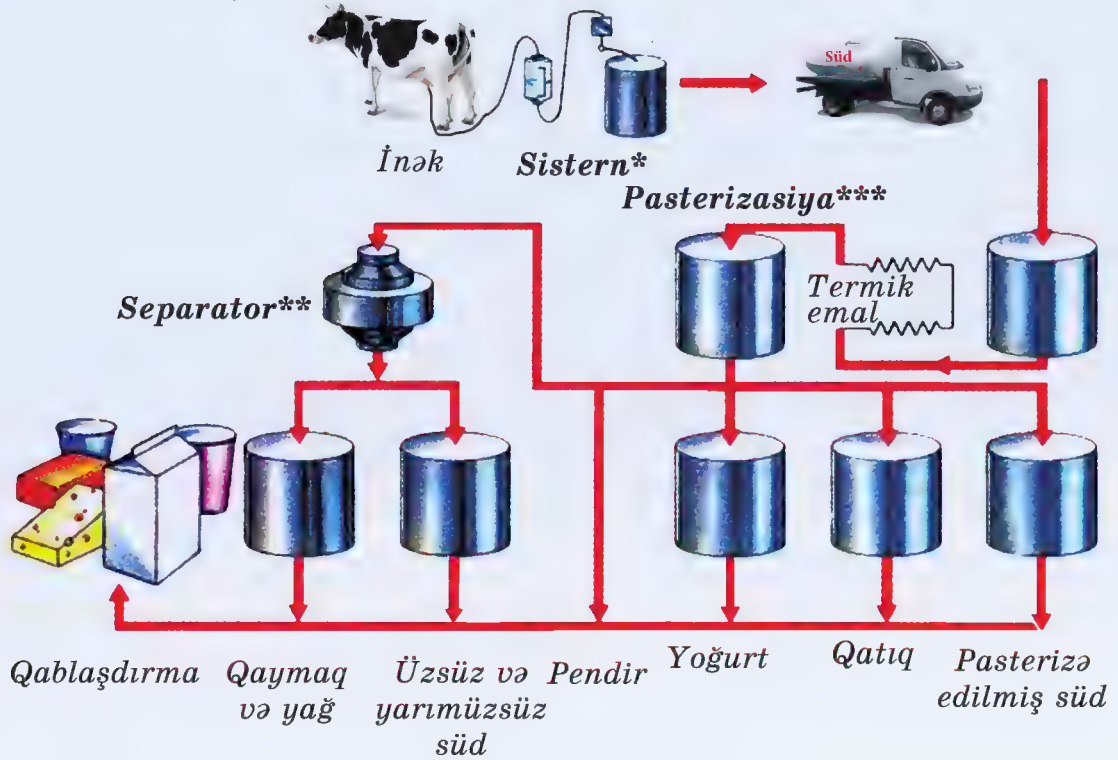 Süd
İnək
Sistern*
Pasterizasiya***
Separator**
Termik
emal
Qablaşdırma
Qaymaq
və yağ
Üzsüz və
yarımüzsüz
süd
Pendir
Yoğurt
Qatıq
Pasterizə
edilmiş süd